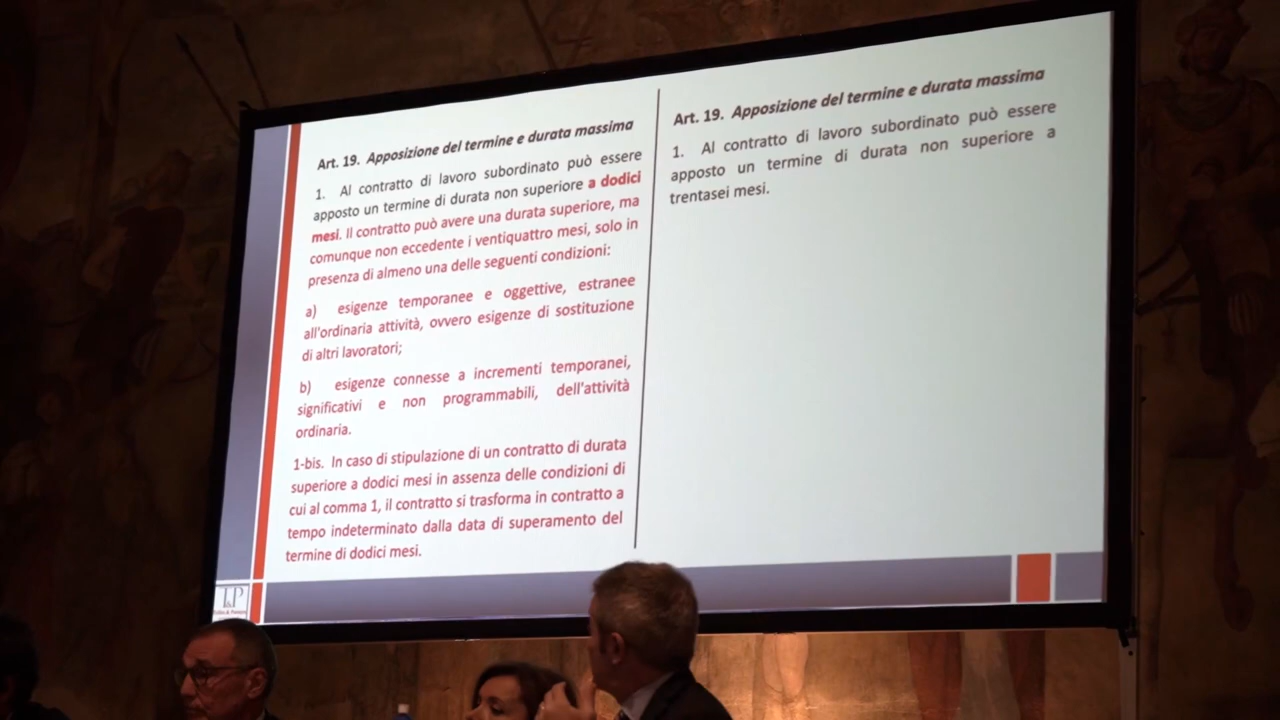 Art. 19. Apposizione del termine e durata massima
1. Al contratto di lavoro subordinato può essere
apposto un termine di durata non superiore a dodici
mesi. Il contratto può avere una durata superiore, ma
comunque non eccedente i ventiquattro mesi, solo in
presenza di almeno una delle seguenti condizioni:
a) esigenze temporanee e oggettive, estranee
all'ordinaria attività, ovvero esigenze di sostituzione
di altri lavoratori;
b) esigenze connesse a incrementi temporanei,
significativi e non programmabili, dell'attività
ordinaria.
1-bis. In caso di stipulazione di un contratto di durata
superiore a dodici mesi in assenza delle condizioni di
cui al comma 1, il contratto si trasforma in contratto a
tempo indeterminato dalla data di superamento del
termine di dodici mesi.
Art. 19. Apposizione del termine e durata massima
1. Al contratto di lavoro subordinato può essere
apposto un termine di durata non superiore a
trentasei mesi.